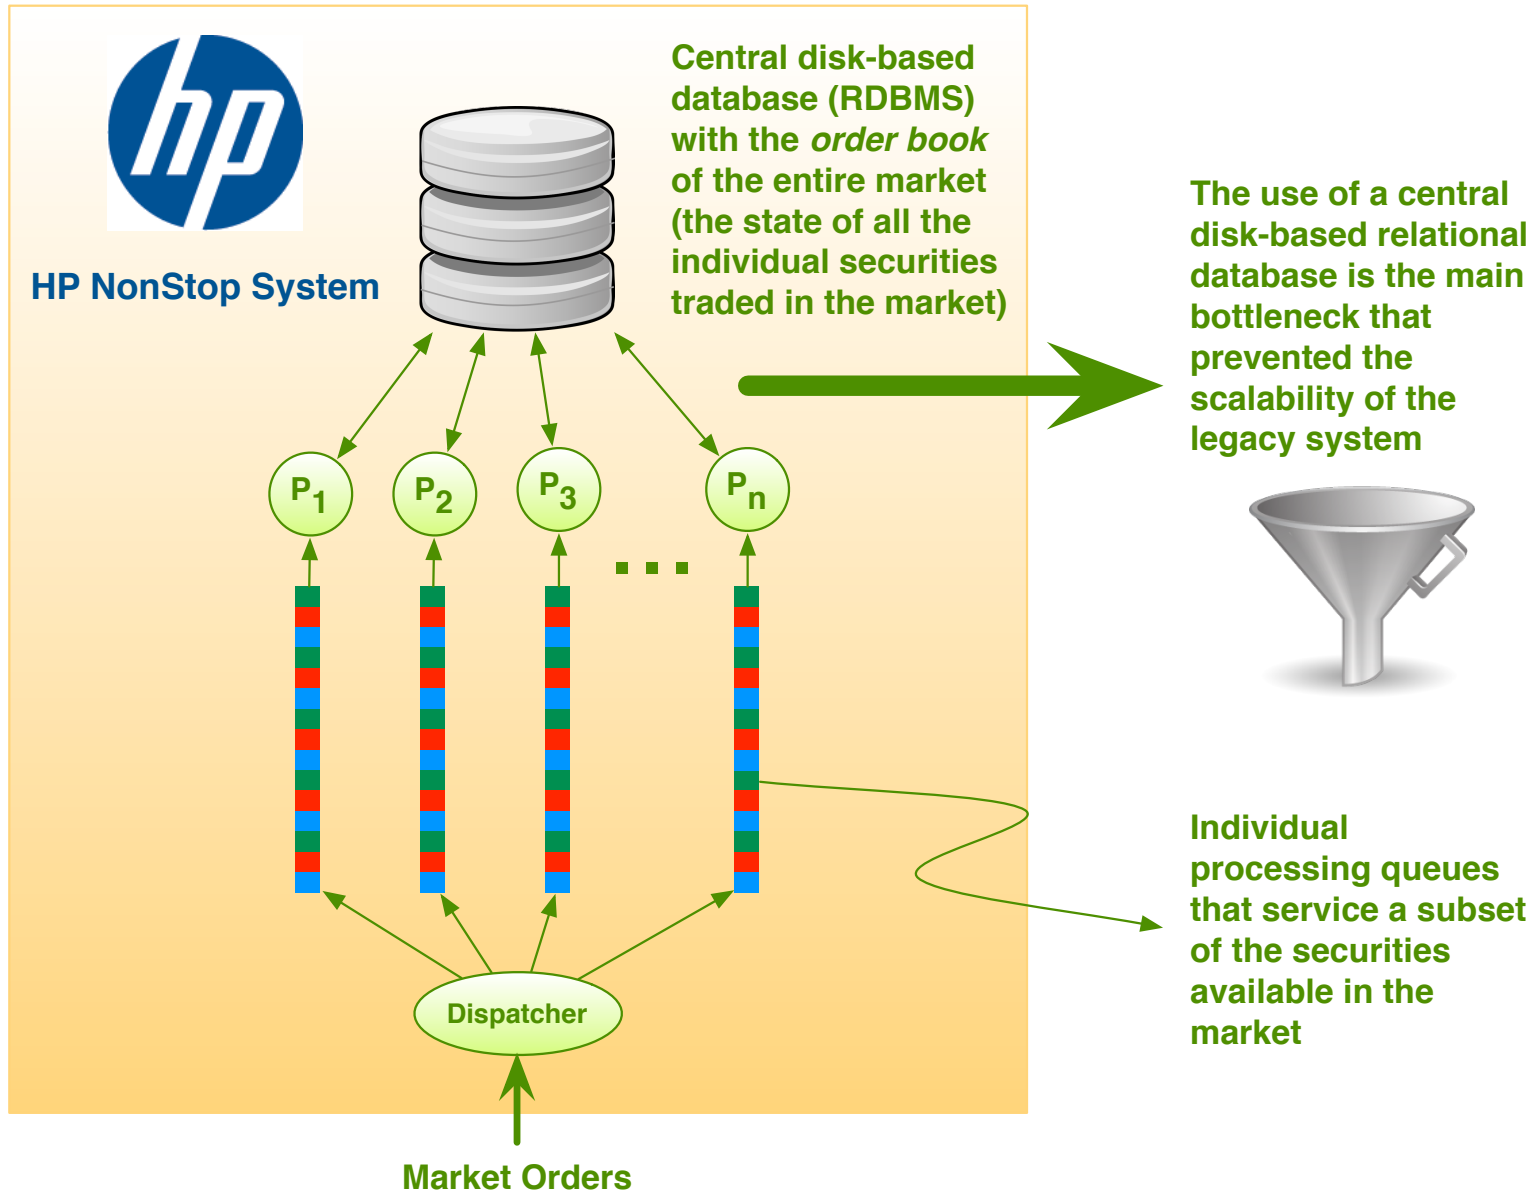 hp
HP NonStop System
Central disk-based
database (RDBMS)
with the order book
of the entire market
(the state of all the
individual securities
traded in the market)
The use of a central
disk-based relational
database is the main
bottleneck that
prevented the
scalability of the
legacy system
P1
P2
P3
...
Pn
Individual
processing queues
that service a subset
of the securities
available in the
market
Dispatcher
Market Orders